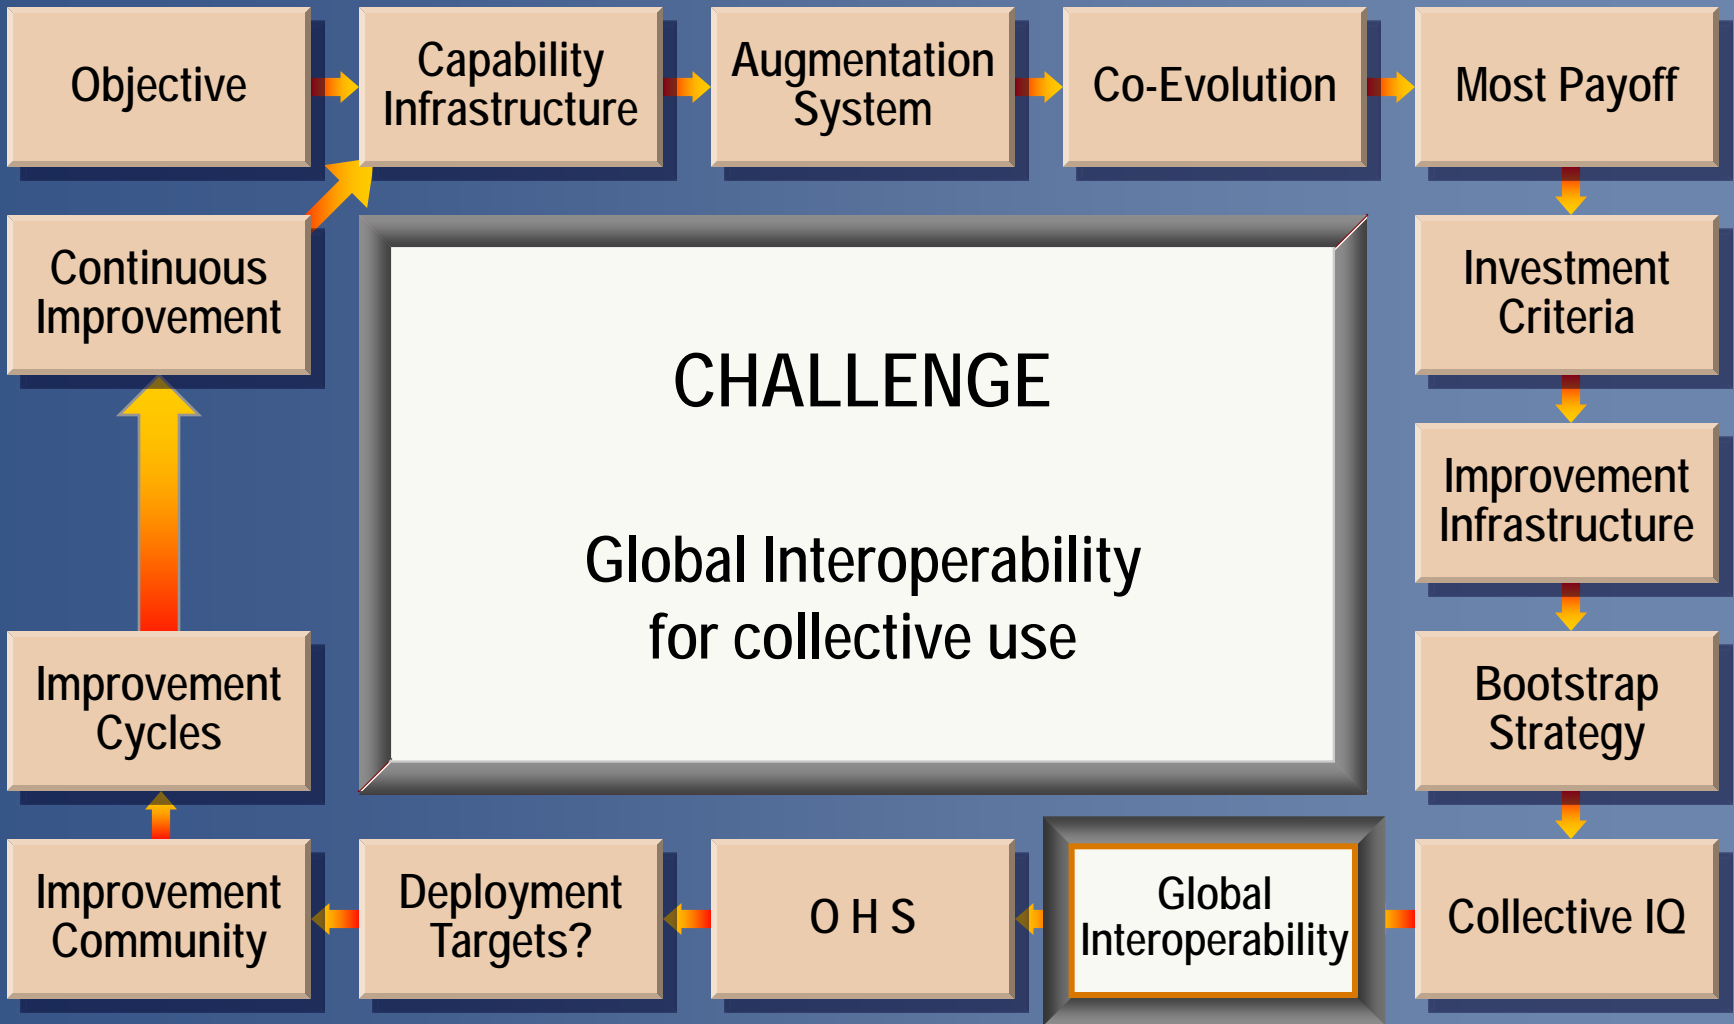 Objective
Capability
Infrastructure
Augmentation
System
Co-Evolution
Most Payoff
Continuous
Improvement
CHALLENGE
Global Interoperability
for collective use
Investment
Criteria
Improvement
Infrastructure
Improvement
Cycles
Bootstrap
Strategy
Improvement
Community
Deployment
Targets?
O H S
Global
Interoperability
Collective IQ